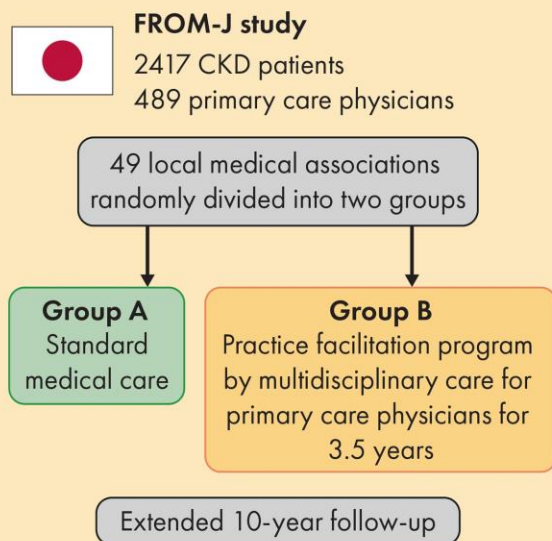 FROM-J study
2417 CKD patients
489 primary care physicians
49 local medical associations
randomly divided into two groups
Group A
Standard
medical care
Group B
Practice facilitation program
by multidisciplinary care for
primary care physicians for
3.5 years
Extended 10-year follow-up